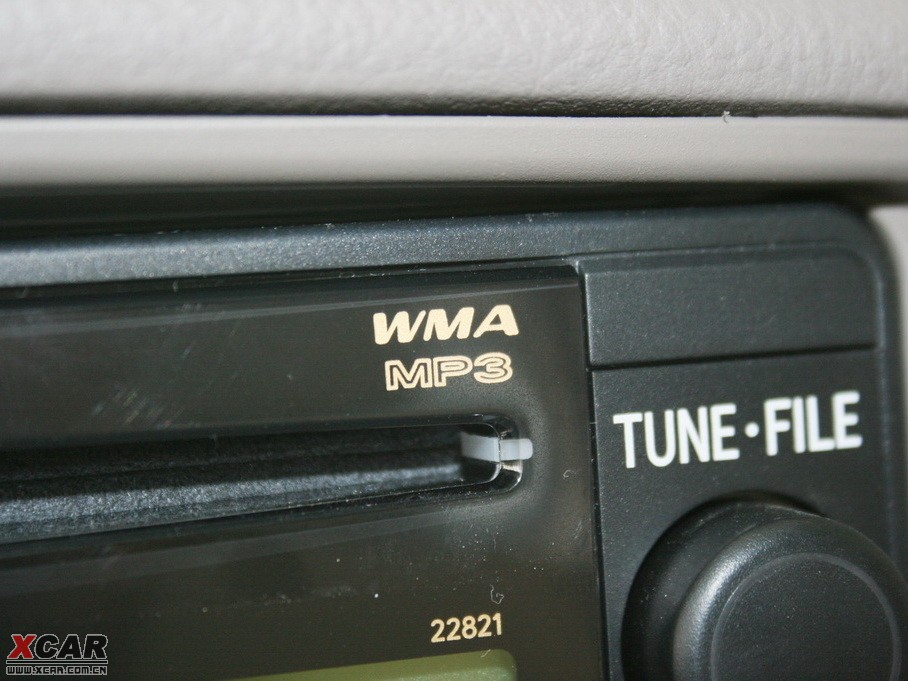 WMA
MP3
TUNE·FILE
22821
XCAR
WWW.XCAR.COM.CN